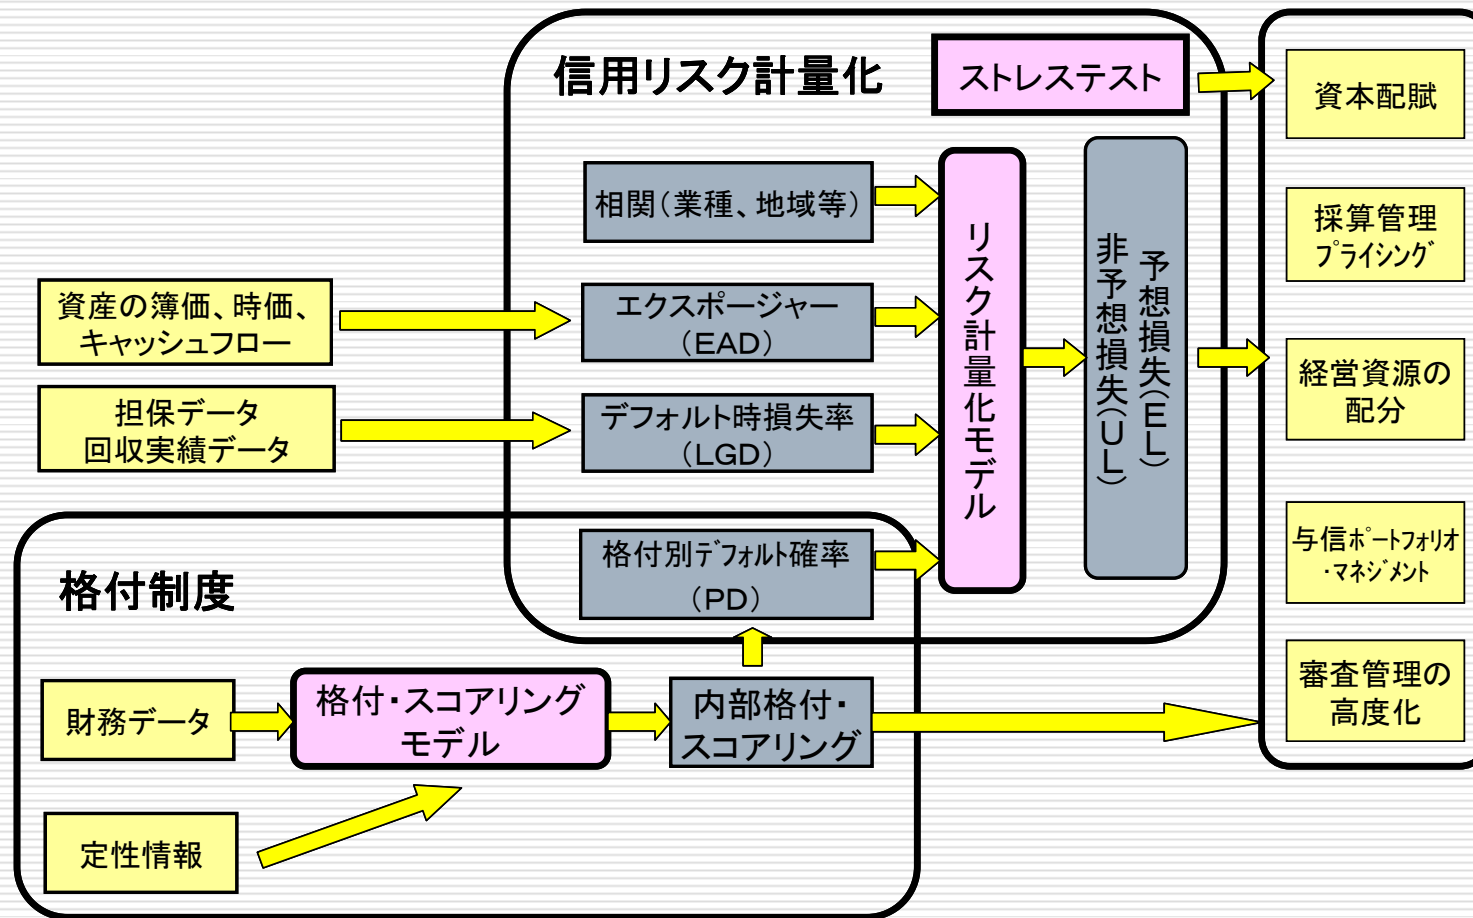 信用リスク計量化
ストレステスト
相関(業種、地域等)
エクスポージャー
(EAD)
デフォルト時損失率
(LGD)
格付別ﾃﾞﾌｫﾙﾄ確率
(PD)
リスク計量化モデル
予想損失(EL)
非予想損失(UL)
資産の簿価、時価、
キャッシュフロー
担保データ
回収実績データ
格付制度
財務データ
定性情報
格付・スコアリング
モデル
内部格付・
スコアリング
資本配賦
採算管理
ﾌﾟﾗｲｼﾝｸﾞ
経営資源の
配分
与信ﾎﾟｰﾄﾌｫﾘｵ
・ﾏﾈｼﾞﾒﾝﾄ
審査管理の
高度化